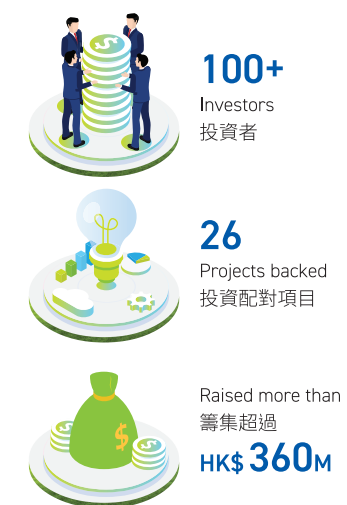 100+
Investors
投資者
26
Projects backed
投資配對項目
Raised more than
籌集超過
HK$ 360M